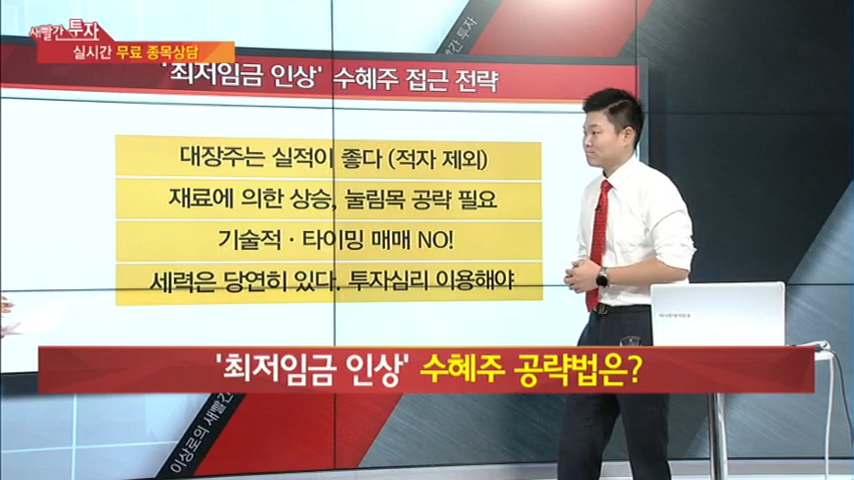 새빨간 투자
실시간 무료 종목상담
'최저임금 인상' 수혜주 접근 전략
대장주는 실적이 좋다 (적자 제외)
재료에 의한 상승, 눌림목 공략 필요
기술적 · 타이밍 매매 NO!
세력은 당연히 있다. 투자심리 이용해야
'최저임금 인상' 수혜주 공략법은?
이상로의 새빨간
빨간 투자